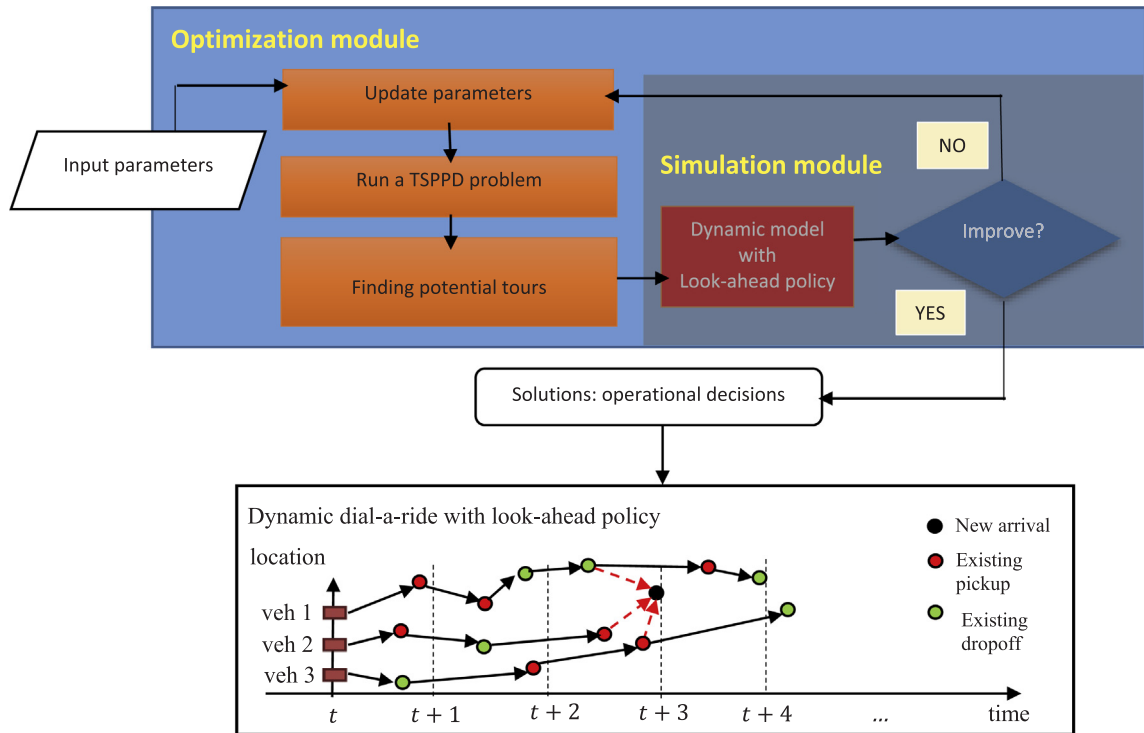 Optimization module
Update parameters
Input parameters
NO
Run a TSPPD problem
Simulation module
Dynamic model
with
Look-ahead policy
Improve?
Finding potential tours
YES
Solutions: operational decisions
Dynamic dial-a-ride with look-ahead policy
New arrival
location
Existing
pickup
veh 1
Existing
dropoff
veh 2
veh 3
t
t + 1
t + 2
t + 3
t + 4
...
time